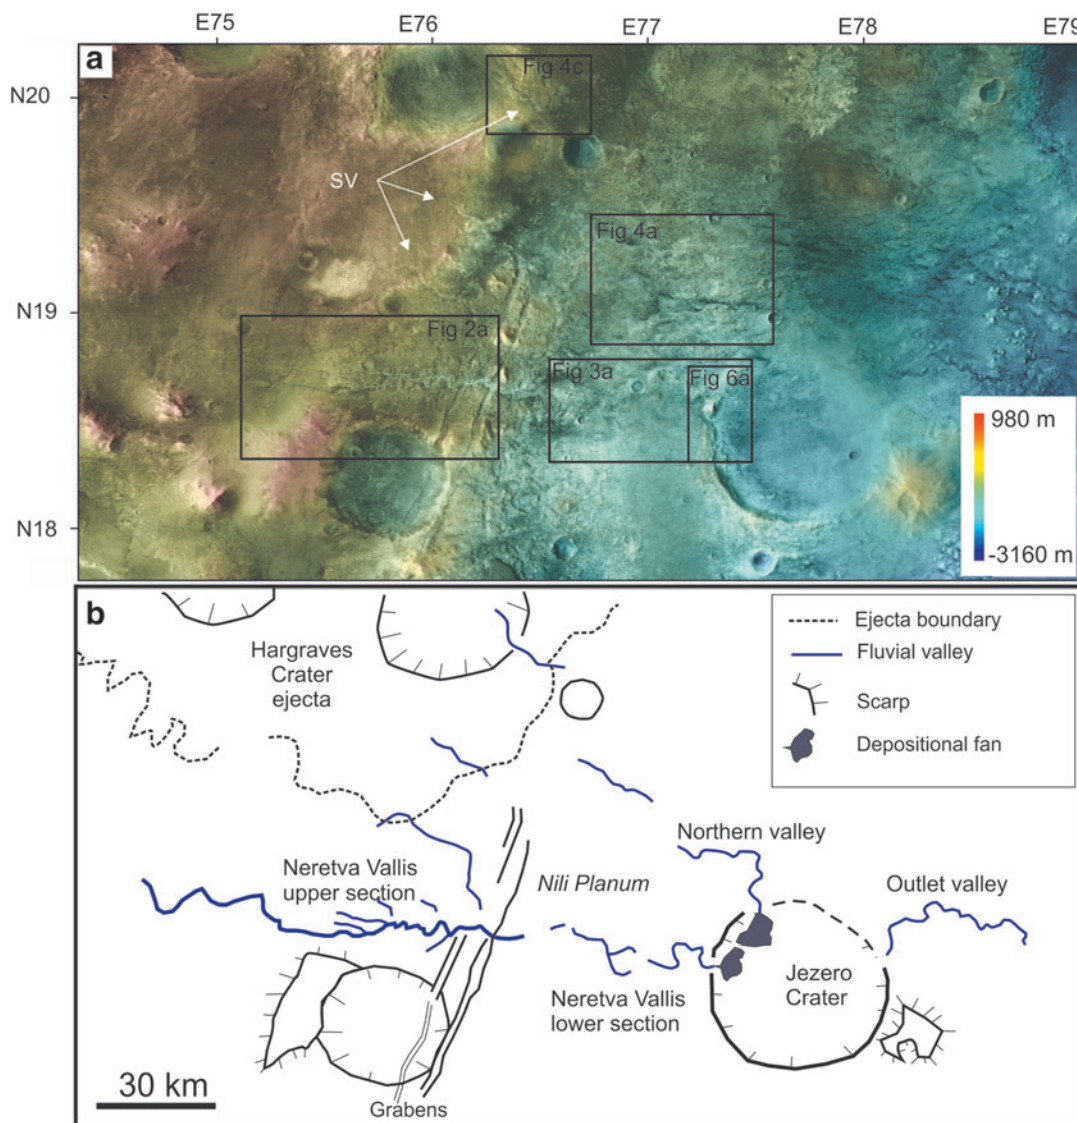 E75 E76 E77 E78 E79
a
N20
N19
N18
Fig 4c
SV
Fig 4a
Fig 2a
Fig 3a
Fig 6a
980 m
-3160 m
b
Hargraves
Crater
ejecta
Ejecta boundary
Fluvial valley
Scarp
Depositional fan
Neretva Vallis
upper section
Nili Planum
Northern valley
Outlet valley
Neretva Vallis
lower section
Jezero
Crater
30 km
Grabens